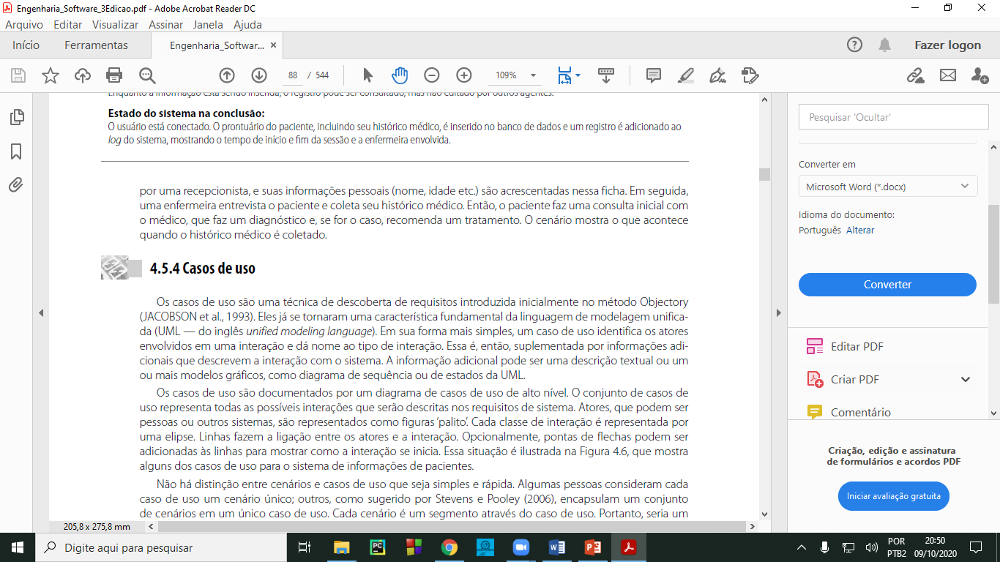 Engenharia_Software_3Edicao.pdf - Adobe Acrobat Reader DC
Arquivo Editar Visualizar Assinar Janela Ajuda
Início Ferramentas Engenharia_Softwar... ×
Fazer logon
88 / 544 109%
Enquanto a informação está sendo inserida, o registro pode ser consultado, mas não editado por outros agentes.
Estado do sistema na conclusão:
O usuário está conectado. O prontuário do paciente, incluindo seu histórico médico, é inserido no banco de dados e um registro é adicionado ao
log do sistema, mostrando o tempo de início e fim da sessão e a enfermeira envolvida.
por uma recepcionista, e suas informações pessoais (nome, idade etc.) são acrescentadas nessa ficha. Em seguida,
uma enfermeira entrevista o paciente e coleta seu histórico médico. Então, o paciente faz uma consulta inicial com
o médico, que faz um diagnóstico e, se for o caso, recomenda um tratamento. O cenário mostra o que acontece
quando o histórico médico é coletado.
4.5.4 Casos de uso
Os casos de uso são uma técnica de descoberta de requisitos introduzida inicialmente no método Objectory
(JACOBSON et al., 1993). Eles já se tornaram uma característica fundamental da linguagem de modelagem unifica-
da (UML — do inglês unified modeling language). Em sua forma mais simples, um caso de uso identifica os atores
envolvidos em uma interação e dá nome ao tipo de interação. Essa é, então, suplementada por informações adi-
cionais que descrevem a interação com o sistema. A informação adicional pode ser uma descrição textual ou um
ou mais modelos gráficos, como diagrama de sequência ou de estados da UML.
Os casos de uso são documentados por um diagrama de casos de uso de alto nível. O conjunto de casos de
uso representa todas as possíveis interações que serão descritas nos requisitos de sistema. Atores, que podem ser
pessoas ou outros sistemas, são representados como figuras ‘palito’. Cada classe de interação é representada por
uma elipse. Linhas fazem a ligação entre os atores e a interação. Opcionalmente, pontas de flechas podem ser
adicionadas às linhas para mostrar como a interação se inicia. Essa situação é ilustrada na Figura 4.6, que mostra
alguns dos casos de uso para o sistema de informações de pacientes.
Não há distinção entre cenários e casos de uso que seja simples e rápida. Algumas pessoas consideram cada
caso de uso um cenário único; outros, como sugerido por Stevens e Pooley (2006), encapsulam um conjunto
de cenários em um único caso de uso. Cada cenário é um segmento através do caso de uso. Portanto, seria um
205,8 x 275,8 mm
Pesquisar 'Ocultar'
Converter em
Microsoft Word (*.docx)
Idioma do documento:
Português Alterar
Converter
Editar PDF
Criar PDF
Comentário
Criação, edição e assinatura
de formulários e acordos PDF
Iniciar avaliação gratuita
Digite aqui para pesquisar
POR
PTB2
20:50
09/10/2020